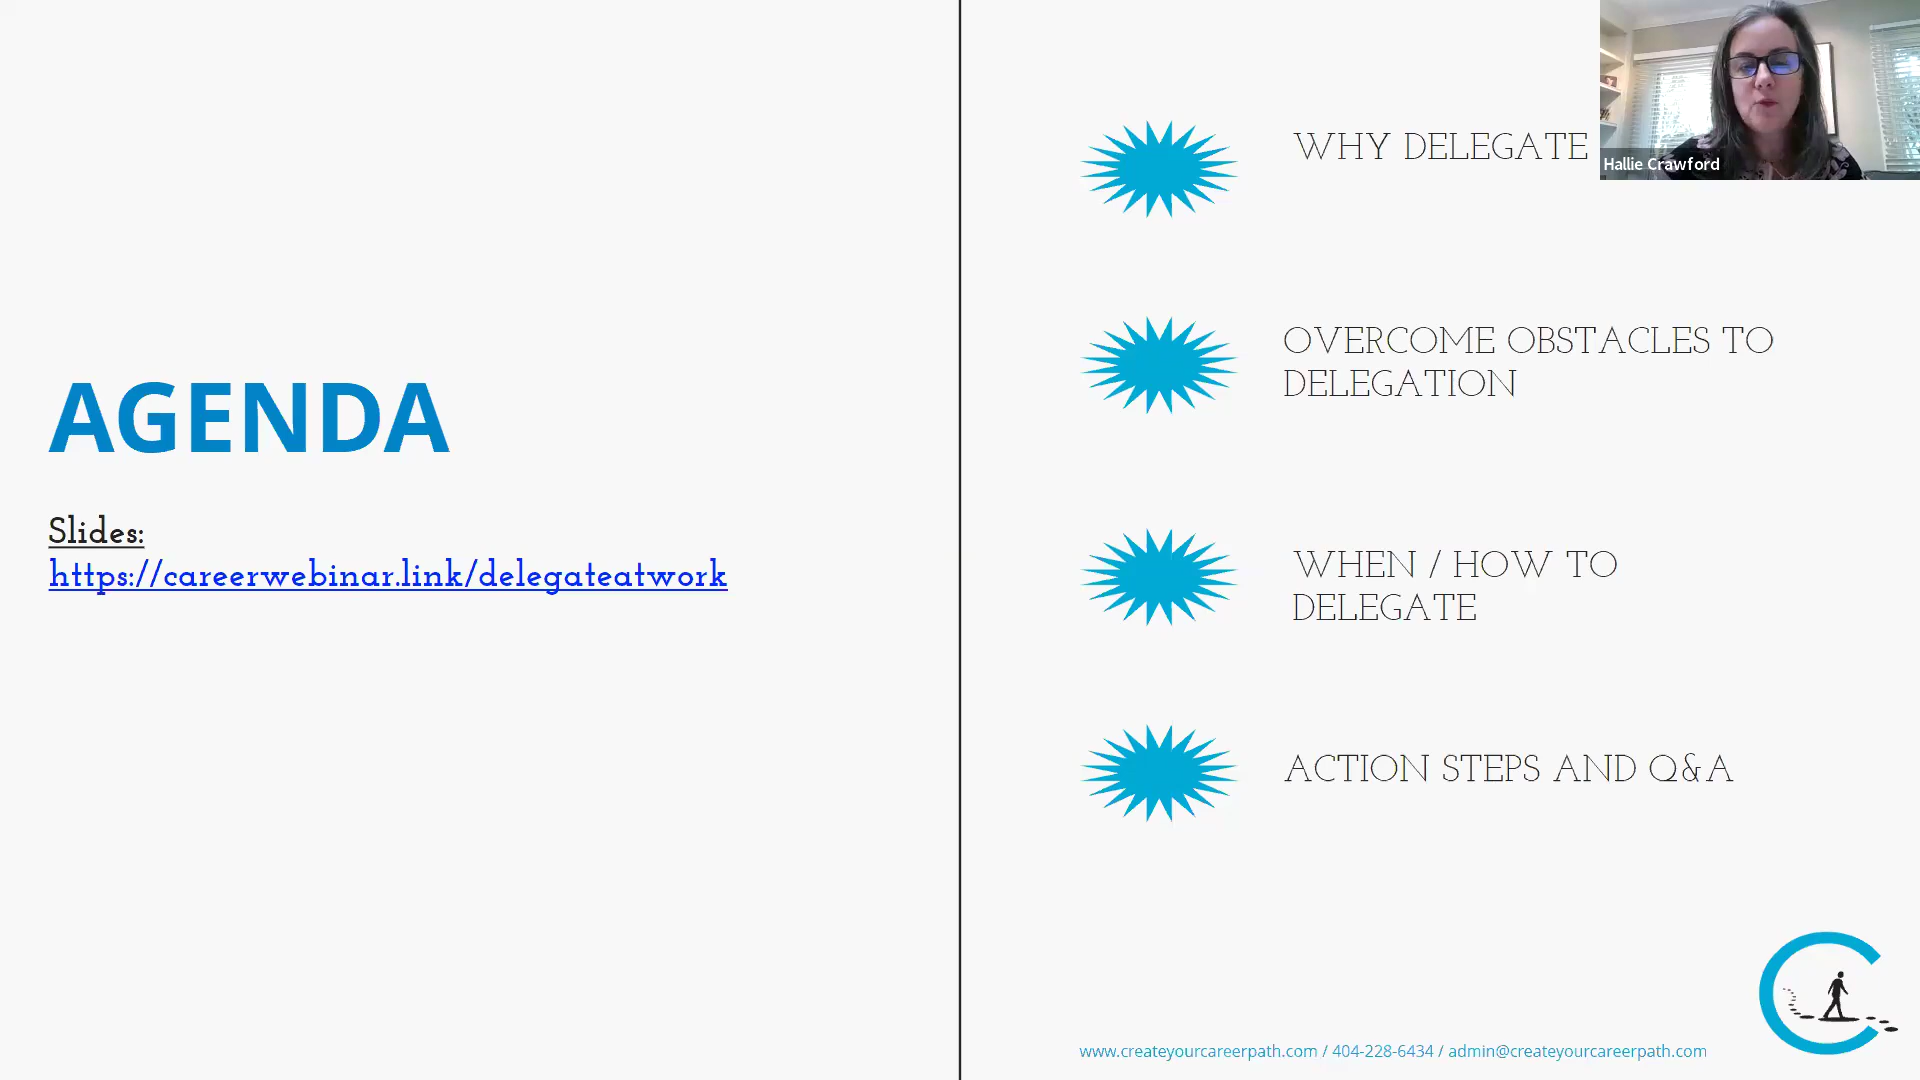 AGENDA
Slides:
https://careerwebinar.link/delegateatwork
WHY DELEGATE
OVERCOME OBSTACLES TO
DELEGATION
WHEN / HOW TO
DELEGATE
ACTION STEPS AND Q&A
Hallie Crawford
www.createyourcareerpath.com / 404-228-6434 / admin@createyourcareerpath.com